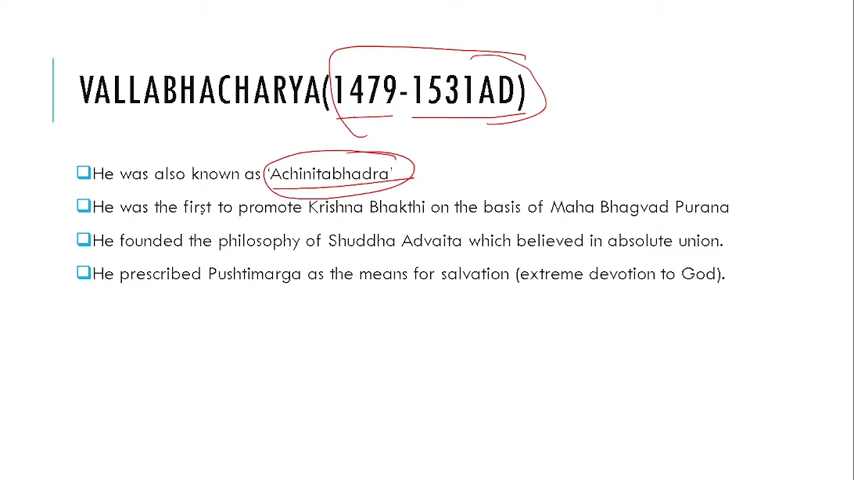 VALLABHACHARYA(1479-1531AD)
He was also known as 'Achinitabhadra'
He was the first to promote Krishna Bhakthi on the basis of Maha Bhagvad Purana
He founded the philosophy of Shuddha Advaita which believed in absolute union.
He prescribed Pushtimarga as the means for salvation (extreme devotion to God).